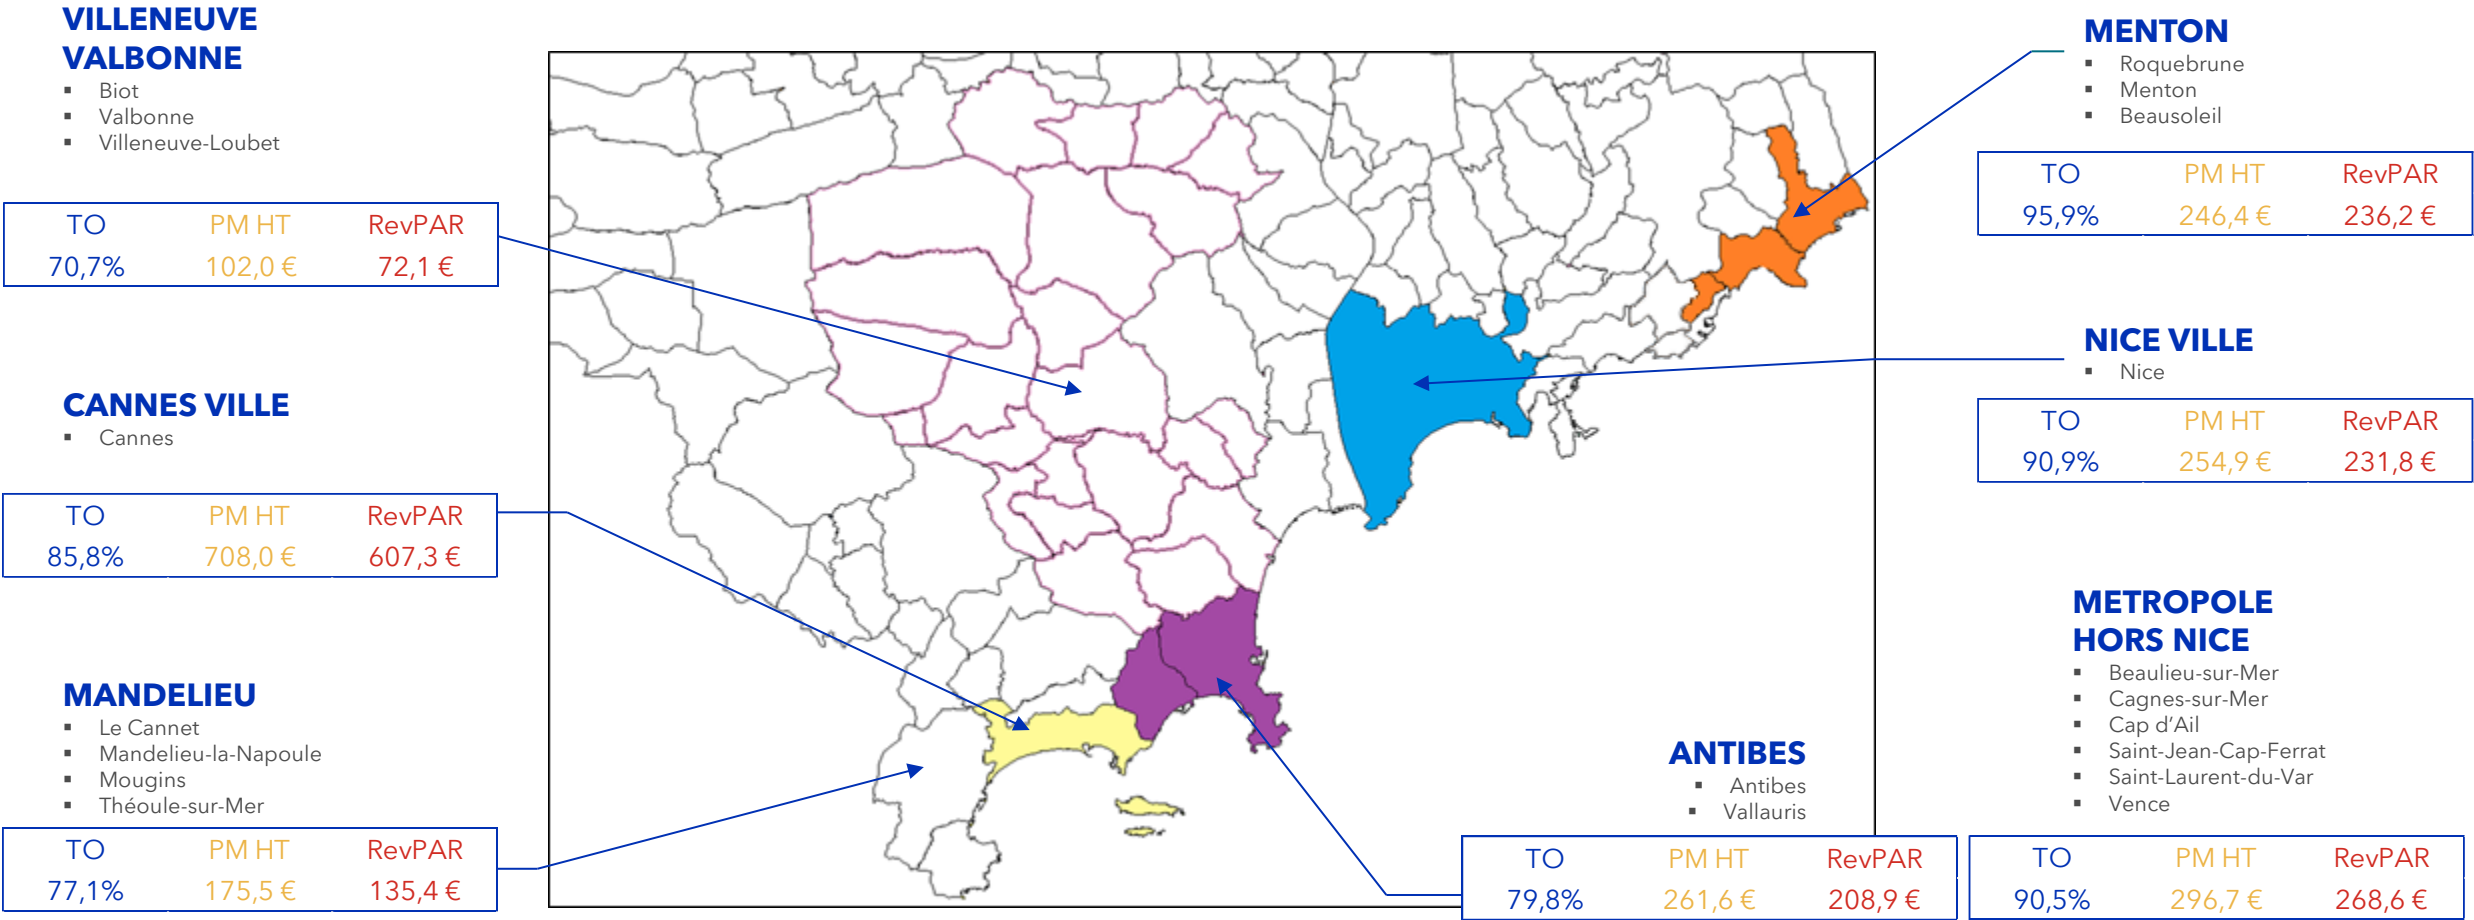 VILLENEUVE
VALBONNE
▪ Biot
▪ Valbonne
▪ Villeneuve-Loubet
TO PM HT RevPAR
70,7% 102,0 € 72,1 €
CANNES VILLE
▪ Cannes
TO PM HT RevPAR
85,8% 708,0 € 607,3 €
MANDELIEU
▪ Le Cannet
▪ Mandelieu-la-Napoule
▪ Mougins
▪ Théoule-sur-Mer
TO PM HT RevPAR
77,1% 175,5 € 135,4 €
MENTON
▪ Roquebrune
▪ Menton
▪ Beausoleil
TO PM HT RevPAR
95,9% 246,4 € 236,2 €
NICE VILLE
▪ Nice
TO PM HT RevPAR
90,9% 254,9 € 231,8 €
ANTIBES
▪ Antibes
▪ Vallauris
TO PM HT RevPAR
79,8% 261,6 € 208,9 €
METROPOLE
HORS NICE
▪ Beaulieu-sur-Mer
▪ Cagnes-sur-Mer
▪ Cap d'Ail
▪ Saint-Jean-Cap-Ferrat
▪ Saint-Laurent-du-Var
▪ Vence
TO PM HT RevPAR
90,5% 296,7 € 268,6 €